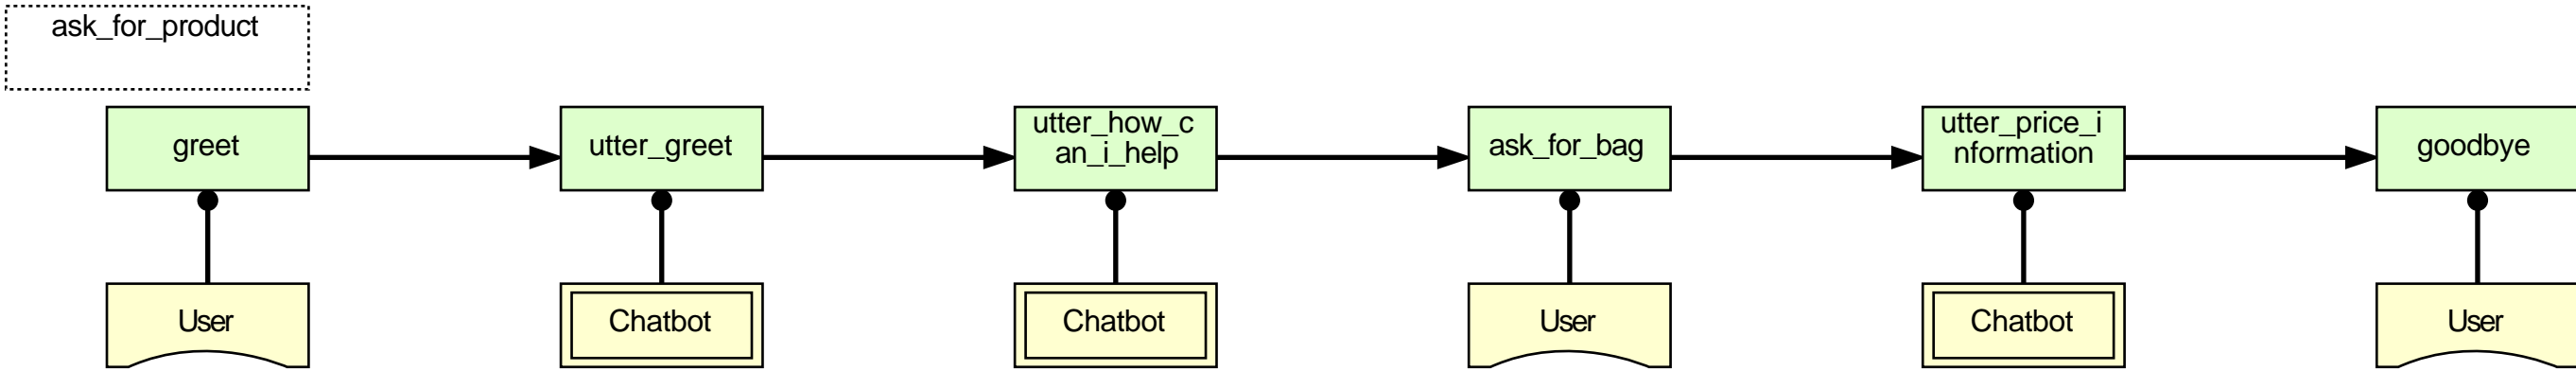 ask_for_product
greet
utter_greet
utter_how_c
an_i_help
ask_for_bag
utter_price_i
nformation
goodbye
User
Chatbot
Chatbot
User
Chatbot
User